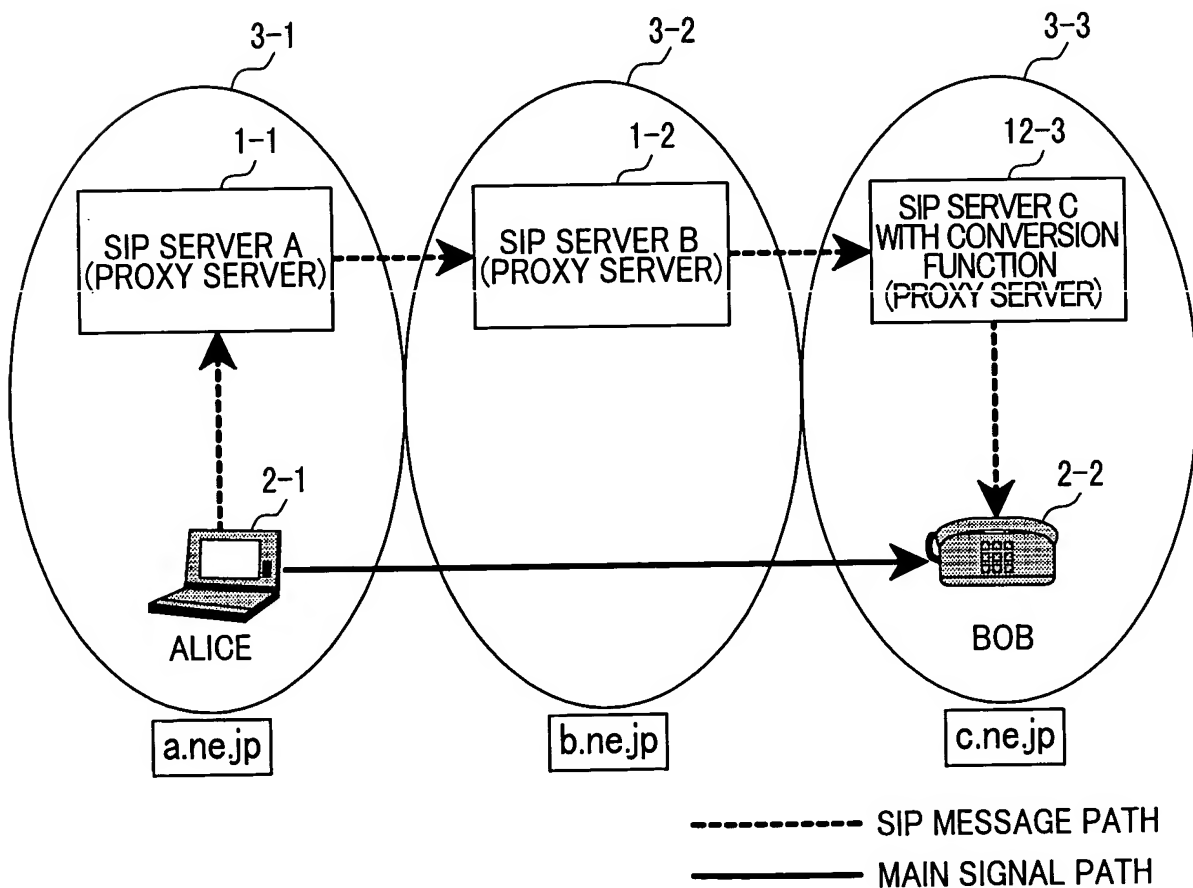 3-1
3-2
3-3
1-1
1-2
12-3
SIP SERVER A
(PROXY SERVER)
SIP SERVER B
(PROXY SERVER)
SIP SERVER C
WITH CONVERSION
FUNCTION
(PROXY SERVER)
2-1
2-2
ALICE
BOB
a.ne.jp
b.ne.jp
c.ne.jp
SIP MESSAGE PATH
MAIN SIGNAL PATH